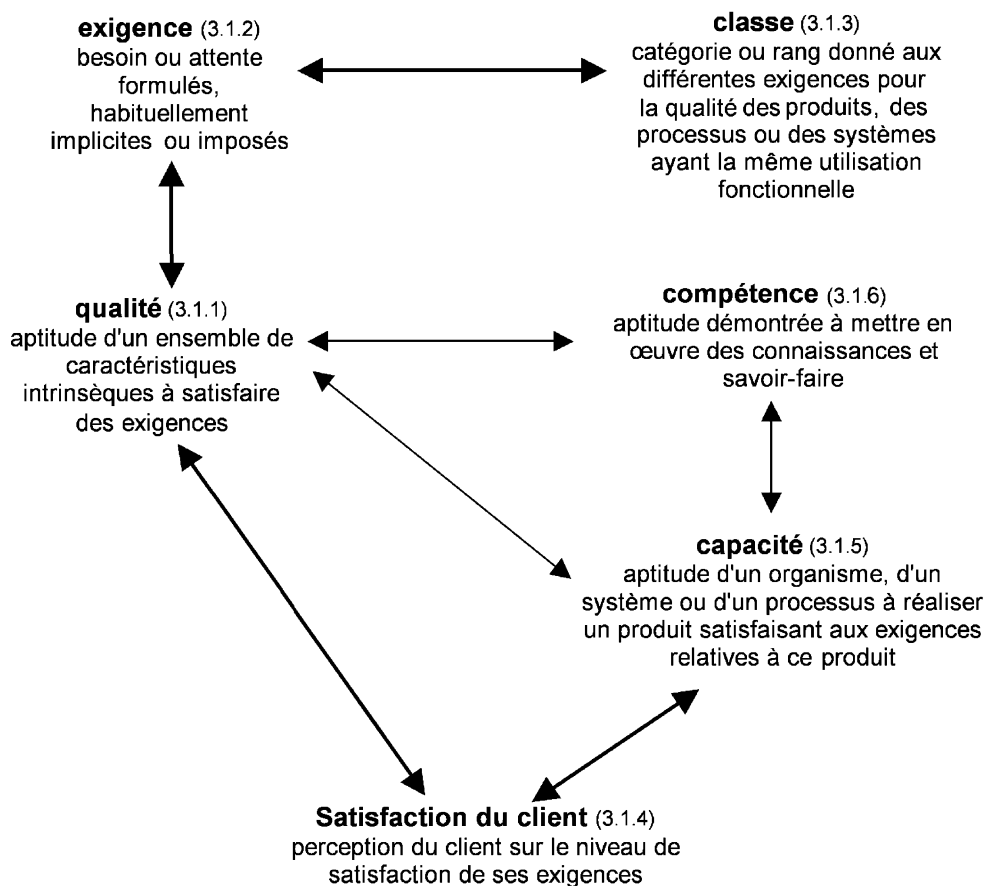 exigence (3.1.2)
besoin ou attente
formulés,
habituellement
implicites ou imposés
classe (3.1.3)
catégorie ou rang donné aux
différentes exigences pour
la qualité des produits, des
processus ou des systèmes
ayant la même utilisation
fonctionnelle
qualité (3.1.1)
aptitude d'un ensemble de
caractéristiques
intrinsèques à satisfaire
des exigences
compétence (3.1.6)
aptitude démontrée à mettre en
œuvre des connaissances et
savoir-faire
capacité (3.1.5)
aptitude d'un organisme, d'un
système ou d'un processus à réaliser
un produit satisfaisant aux exigences
relatives à ce produit
Satisfaction du client (3.1.4)
perception du client sur le niveau de
satisfaction de ses exigences